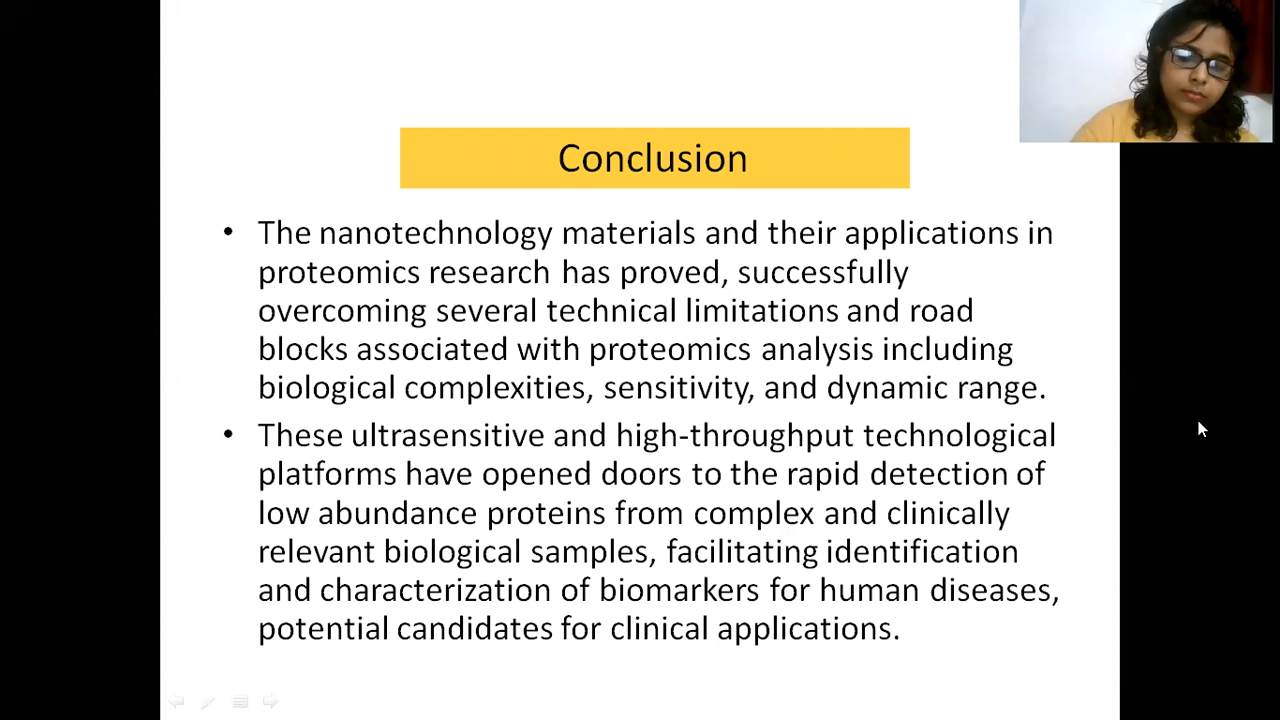 Conclusion
• The nanotechnology materials and their applications in
proteomics research has proved, successfully
overcoming several technical limitations and road
blocks associated with proteomics analysis including
biological complexities, sensitivity, and dynamic range.
• These ultrasensitive and high-throughput technological
platforms have opened doors to the rapid detection of
low abundance proteins from complex and clinically
relevant biological samples, facilitating identification
and characterization of biomarkers for human diseases,
potential candidates for clinical applications.